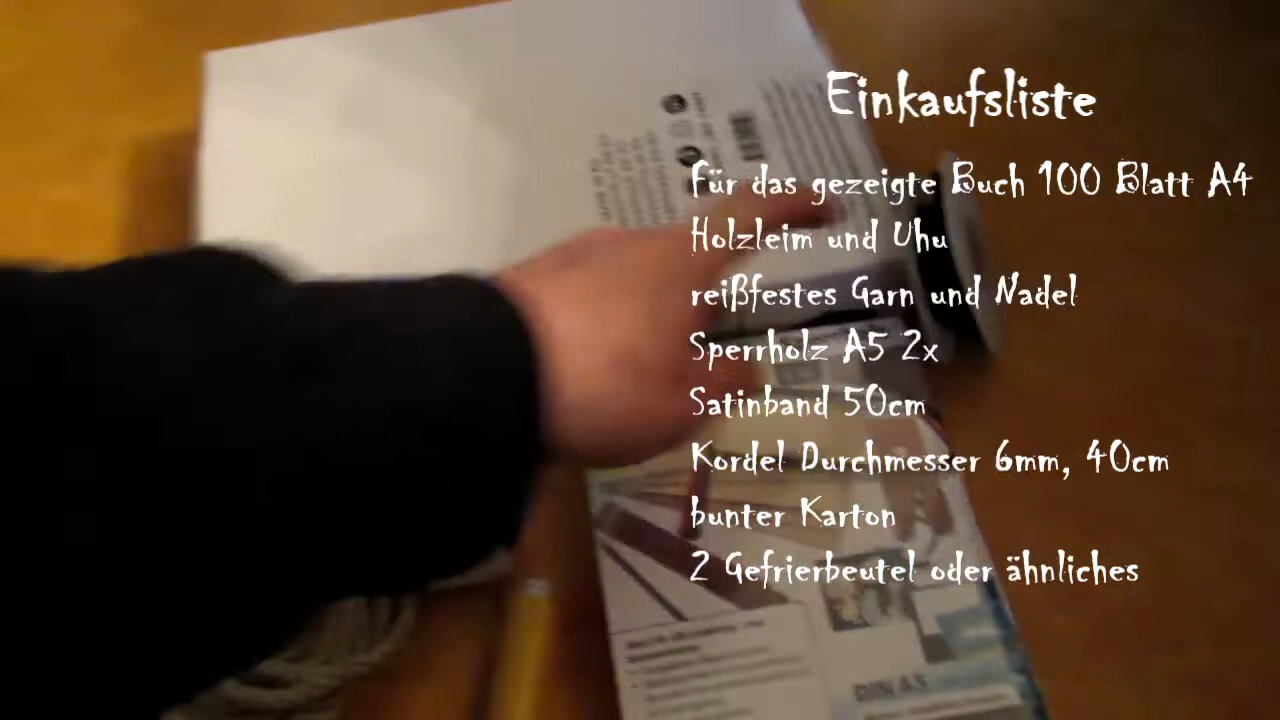 Einkaufsliste
Für das gezeigte Buch 100 Blatt A4
Holzleim und Uhu
reißfestes Garn und Nadel
Sperrholz A5 2x
Satinband 50cm
Kordel Durchmesser 6mm, 40cm
bunter Karton
2 Gefrierbeutel oder ähnliches
DIN A5